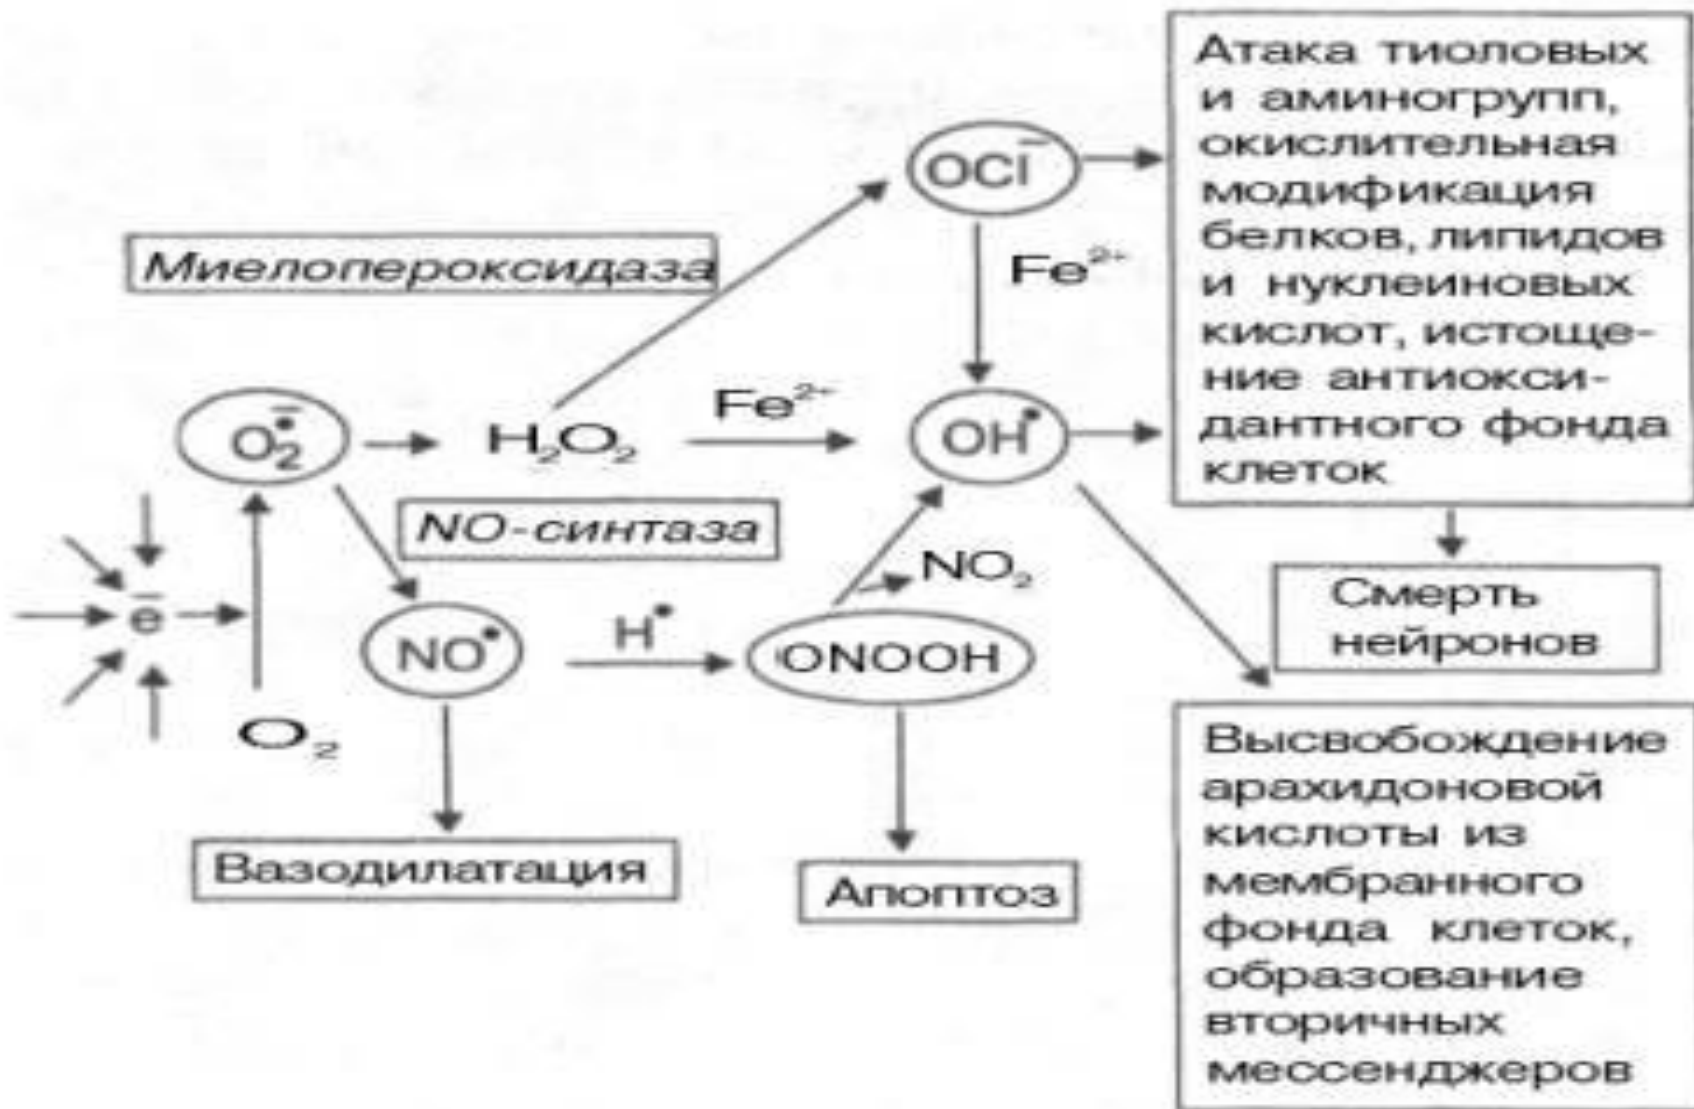 Атака тиоловых
и аминогрупп,
окислительная
модификация
белков, липидов
и нуклеиновых
кислот, истоще-
ние антиокси-
дантного фонда
клеток
OCl⁻
Миелопероксидаза
Fe²⁺
O₂•⁻
H₂O₂
Fe²⁺
OH•
NO-синтаза
NO₂
Смерть
нейронов
e⁻
NO•
H•
ONOOH
O₂
Высвобождение
арахидоновой
кислоты из
мембранного
фонда клеток,
образование
вторичных
мессенджеров
Вазодилатация
Апоптоз